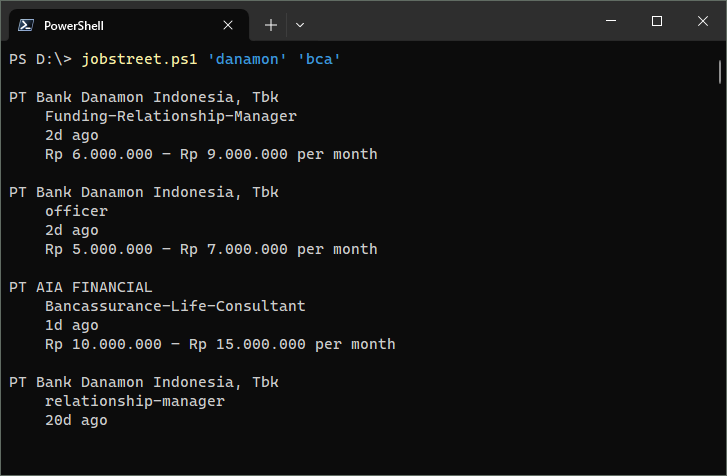 PowerShell
PS D:\> jobstreet.ps1 'danamon' 'bca'
PT Bank Danamon Indonesia, Tbk
Funding-Relationship-Manager
2d ago
Rp 6.000.000 – Rp 9.000.000 per month
PT Bank Danamon Indonesia, Tbk
officer
2d ago
Rp 5.000.000 – Rp 7.000.000 per month
PT AIA FINANCIAL
Bancassurance-Life-Consultant
1d ago
Rp 10.000.000 – Rp 15.000.000 per month
PT Bank Danamon Indonesia, Tbk
relationship-manager
20d ago